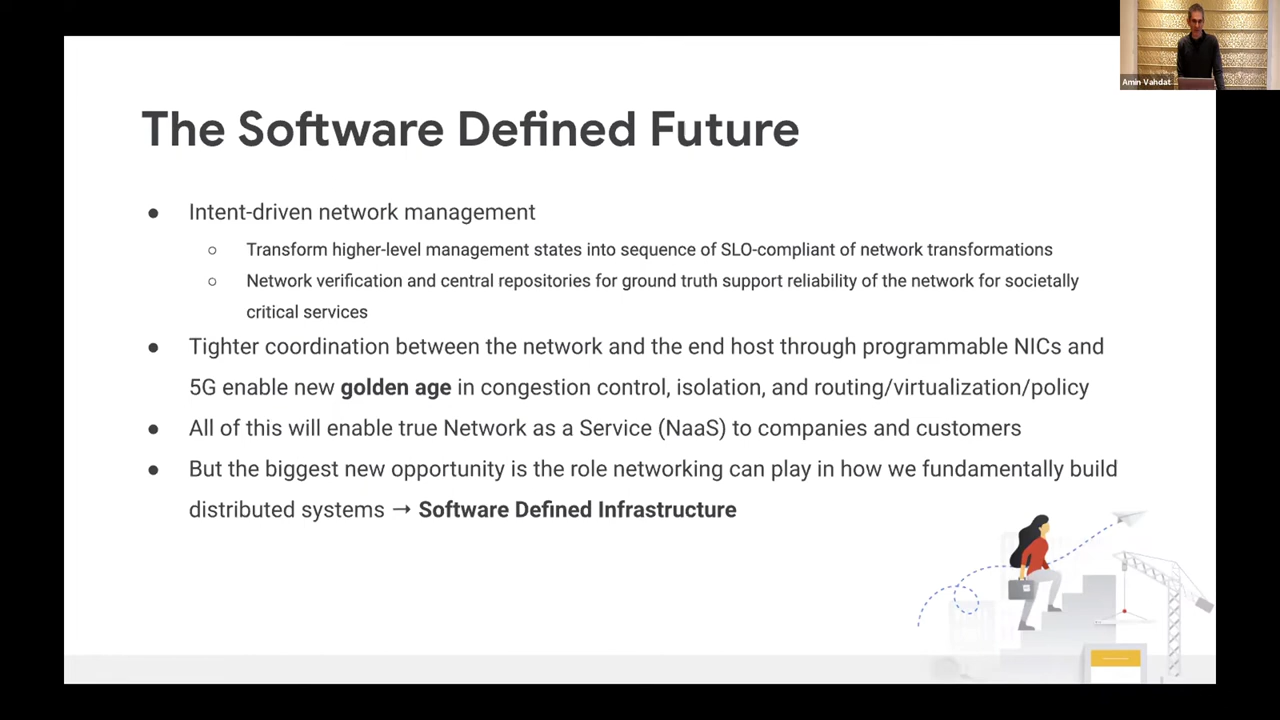 Amin Vahdat
The Software Defined Future
● Intent-driven network management
○ Transform higher-level management states into sequence of SLO-compliant of network transformations
○ Network verification and central repositories for ground truth support reliability of the network for societally
critical services
● Tighter coordination between the network and the end host through programmable NICs and
5G enable new golden age in congestion control, isolation, and routing/virtualization/policy
● All of this will enable true Network as a Service (NaaS) to companies and customers
● But the biggest new opportunity is the role networking can play in how we fundamentally build
distributed systems → Software Defined Infrastructure